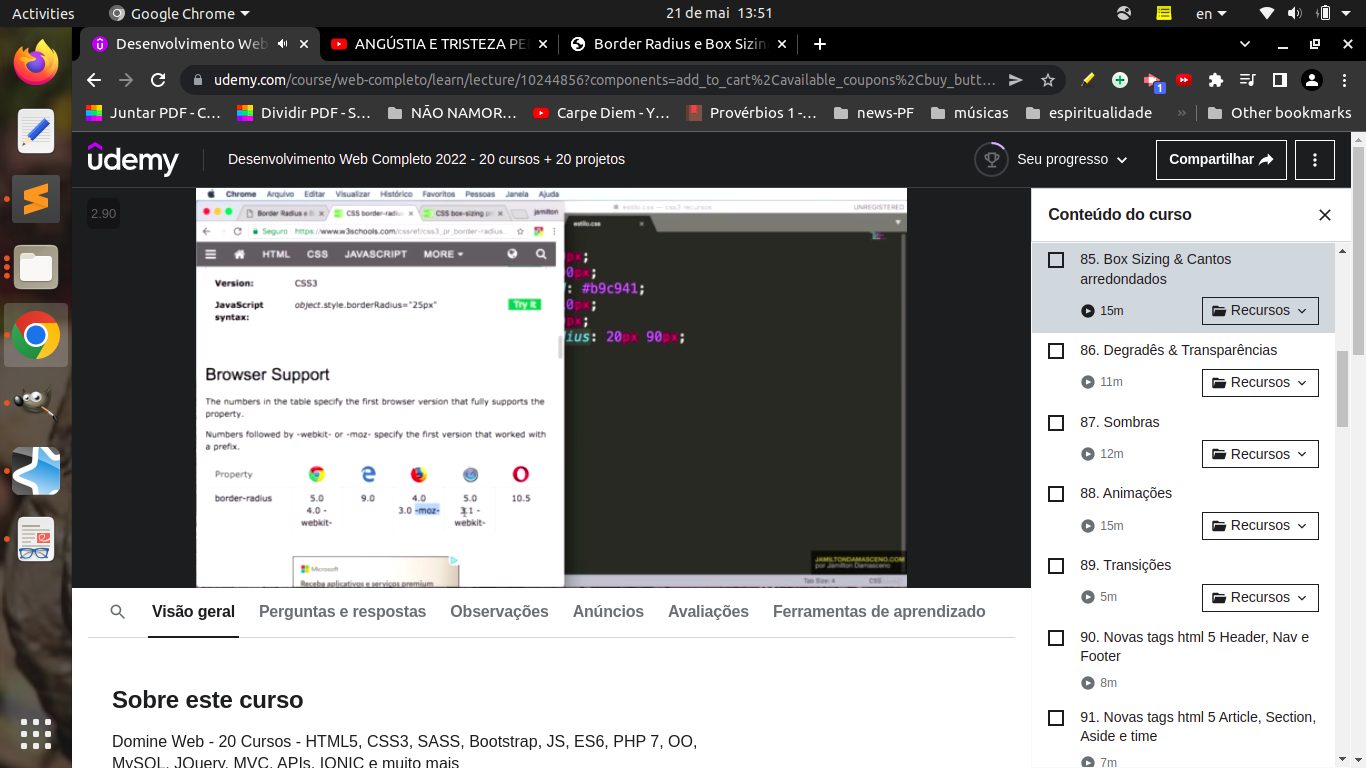 Activities
Google Chrome
21 de mai 13:51
en
Desenvolvimento Web
ANGÚSTIA E TRISTEZA PE
Border Radius e Box Sizin
udemy.com/course/web-completo/learn/lecture/10244856?components=add_to_cart%2Cavailable_coupons%2Cbuy_butt...
1
Juntar PDF - C...
Dividir PDF - S...
NÃO NAMOR...
Carpe Diem - Y...
Provérbios 1 -...
news-PF
músicas
espiritualidade
»
Other bookmarks
udemy
Desenvolvimento Web Completo 2022 - 20 cursos + 20 projetos
Seu progresso
Compartilhar
2.90
Chrome Arquivo Editar Visualizar Histórico Favoritos Pessoas Janela Ajuda
Border Radius e B
CSS border-radiu
CSS box-sizing pr
jamilton
estilo.css — css3 recursos
UNREGISTERED
Seguro https://www.w3schools.com/cssref/css3_pr_border-radius...
estilo.css
HTML CSS JAVASCRIPT MORE
px;
0px;
: #b9c941;
0px;
px;
ius: 20px 90px;
Version: CSS3
JavaScript syntax: object.style.borderRadius="25px" Try it
Browser Support
The numbers in the table specify the first browser version that fully supports the
property.
Numbers followed by -webkit- or -moz- specify the first version that worked with
a prefix.
Property
border-radius 5.0 9.0 4.0 5.0 10.5
4.0 - 3.0 -moz- 3.1 -
webkit- webkit-
Microsoft
Receba aplicativos e serviços premium
JAMILTONDAMASCENO.COM
por Jamilton Damasceno
Tab Size: 4 CSS
Conteúdo do curso
85. Box Sizing & Cantos
arredondados
15m
Recursos
86. Degradês & Transparências
11m
Recursos
87. Sombras
12m
Recursos
88. Animações
15m
Recursos
89. Transições
5m
Recursos
90. Novas tags html 5 Header, Nav e
Footer
8m
91. Novas tags html 5 Article, Section,
Aside e time
7m
Visão geral
Perguntas e respostas
Observações
Anúncios
Avaliações
Ferramentas de aprendizado
Sobre este curso
Domine Web - 20 Cursos - HTML5, CSS3, SASS, Bootstrap, JS, ES6, PHP 7, OO,
MySQL, JQuery, MVC, APIs, IONIC e muito mais